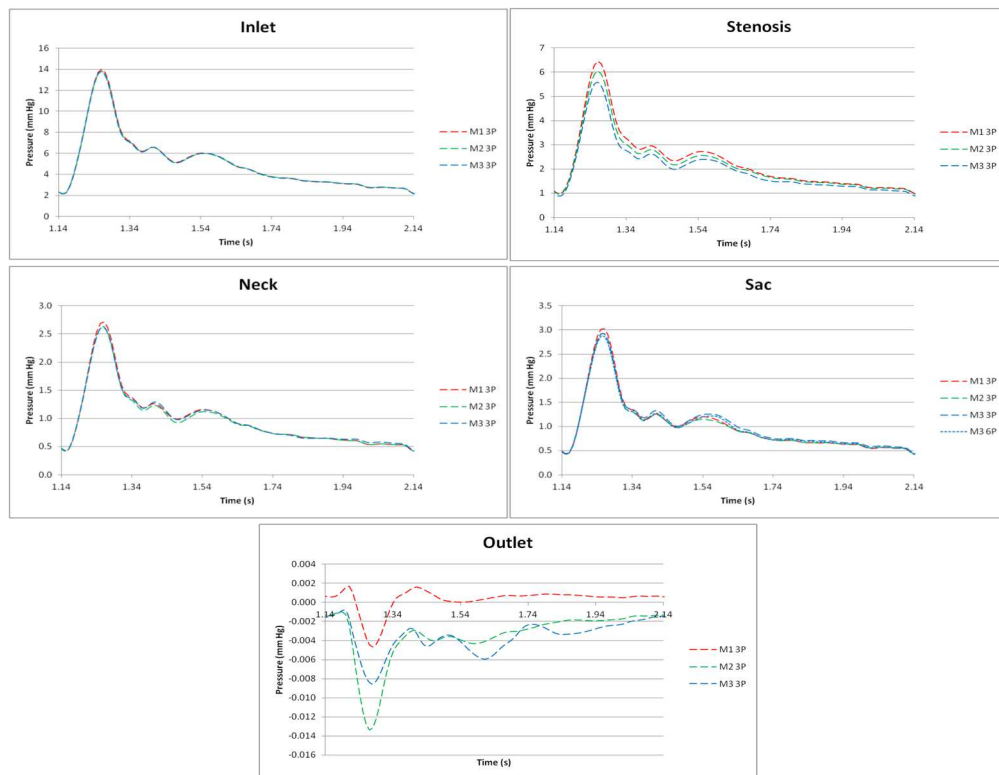 Inlet
Pressure (mm Hg)
16
14
12
10
8
6
4
2
0
1.14 1.34 1.54 1.74 1.94 2.14
Time (s)
M1 3P
M2 3P
M3 3P
Stenosis
Pressure (mm Hg)
7
6
5
4
3
2
1
0
1.14 1.34 1.54 1.74 1.94 2.14
Time (s)
M1 3P
M2 3P
M3 3P
Neck
Pressure (mm Hg)
3.0
2.5
2.0
1.5
1.0
0.5
0.0
1.14 1.34 1.54 1.74 1.94 2.14
Time (s)
M1 3P
M2 3P
M3 3P
Sac
Pressure (mm Hg)
3.5
3.0
2.5
2.0
1.5
1.0
0.5
0.0
1.14 1.34 1.54 1.74 1.94 2.14
Time (s)
M1 3P
M2 3P
M3 3P
M3 6P
Outlet
Pressure (mm Hg)
0.004
0.002
0.000
-0.002
-0.004
-0.006
-0.008
-0.010
-0.012
-0.014
-0.016
1.14 1.34 1.54 1.74 1.94 2.14
Time (s)
M1 3P
M2 3P
M3 3P